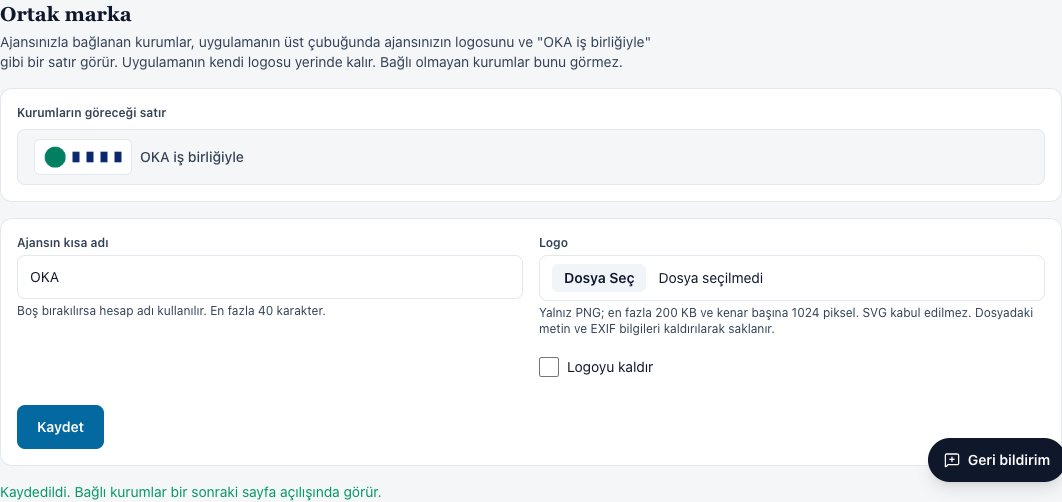 Ortak marka
Ajansınızla bağlanan kurumlar, uygulamanın üst çubuğunda ajansınızın logosunu ve "OKA iş birliğiyle"
gibi bir satır görür. Uygulamanın kendi logosu yerinde kalır. Bağlı olmayan kurumlar bunu görmez.
Kurumların göreceği satır
OKA iş birliğiyle
Ajansın kısa adı
OKA
Boş bırakılırsa hesap adı kullanılır. En fazla 40 karakter.
Logo
Dosya Seç Dosya seçilmedi
Yalnız PNG; en fazla 200 KB ve kenar başına 1024 piksel. SVG kabul edilmez. Dosyadaki
metin ve EXIF bilgileri kaldırılarak saklanır.
Logoyu kaldır
Kaydet
Geri bildirim
Kaydedildi. Bağlı kurumlar bir sonraki sayfa açılışında görür.